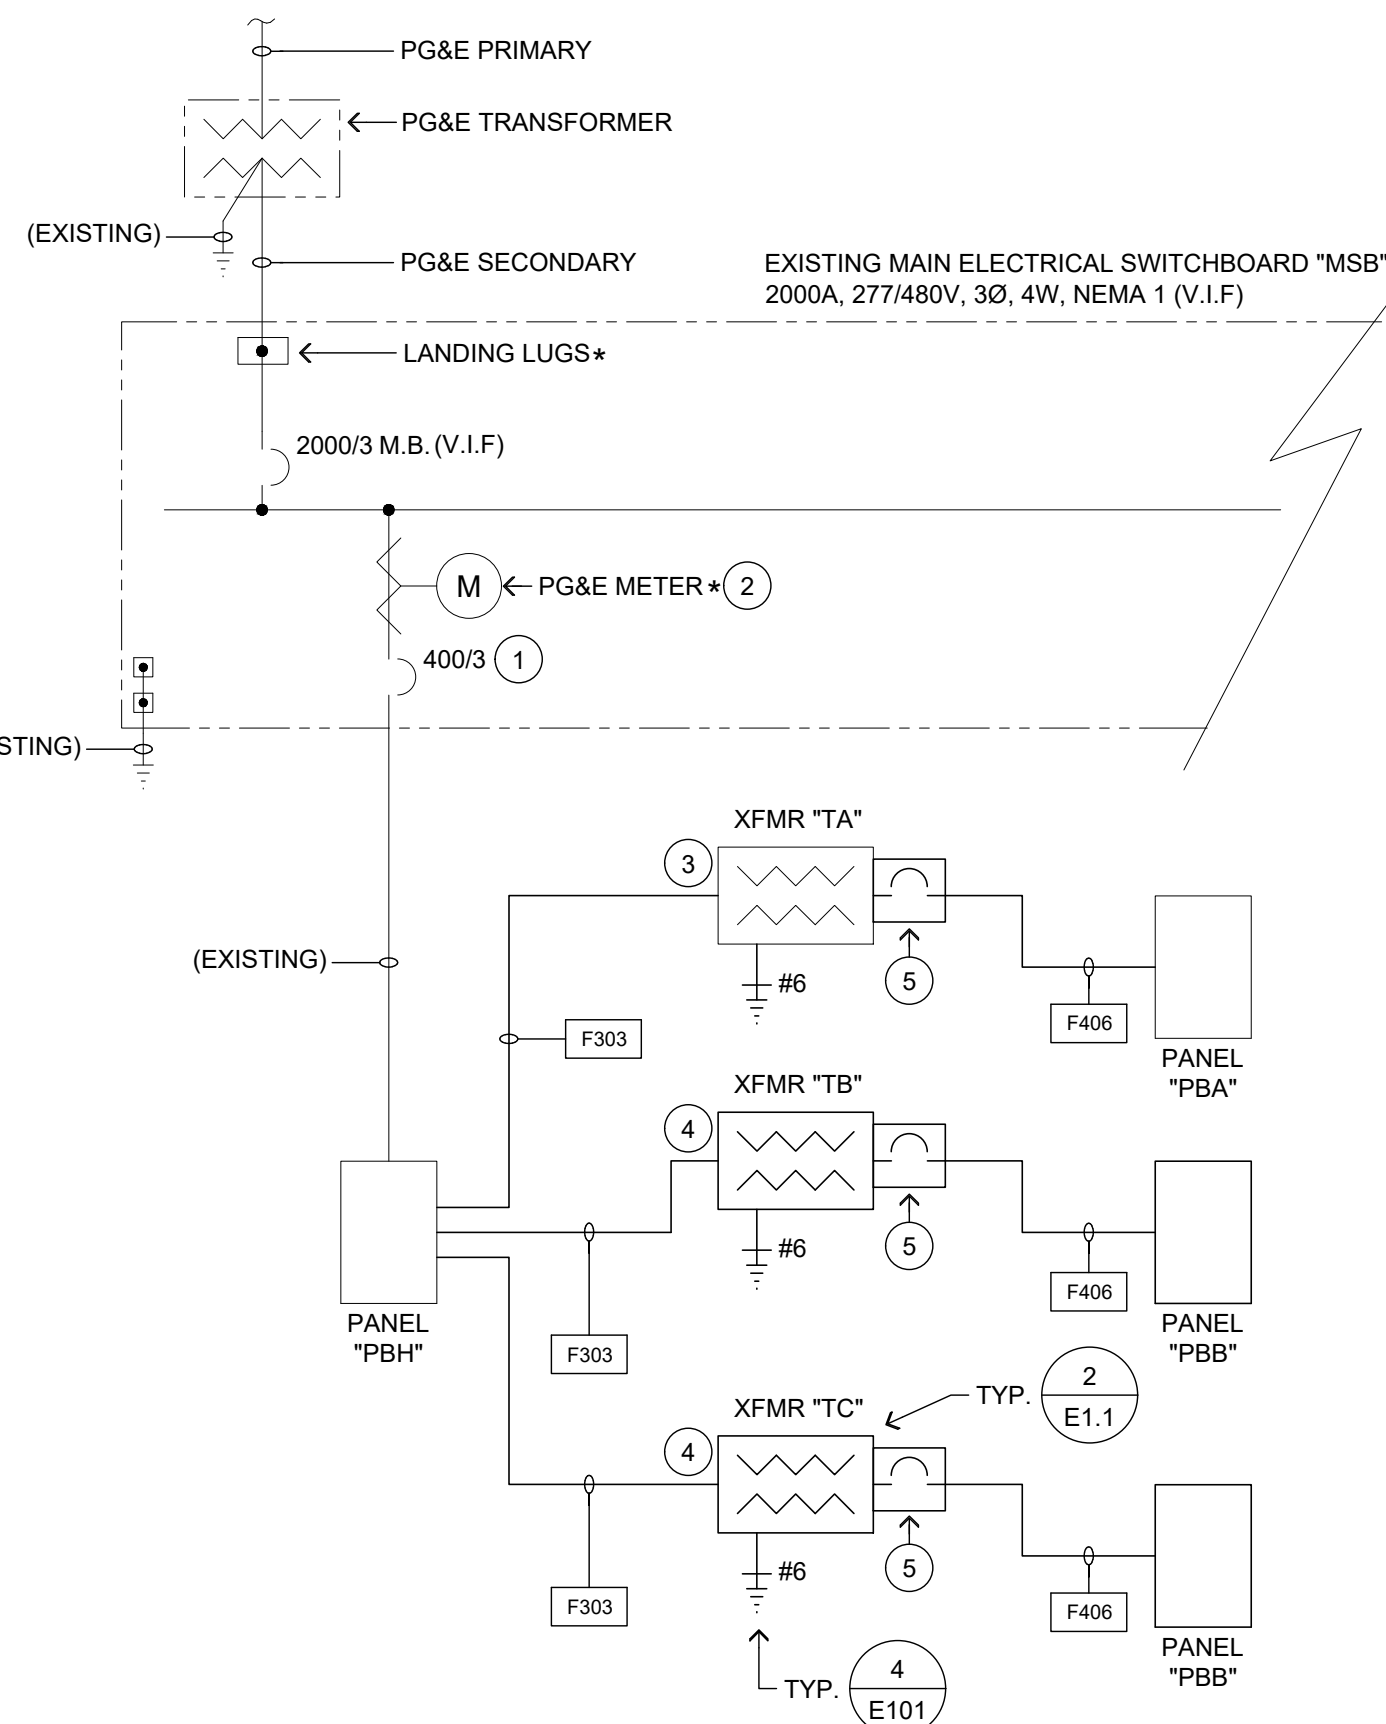 PG&E PRIMARY
PG&E TRANSFORMER
(EXISTING)
PG&E SECONDARY
EXISTING MAIN ELECTRICAL SWITCHBOARD "MSB"
2000A, 277/480V, 3Ø, 4W, NEMA 1 (V.I.F)
LANDING LUGS*
2000/3 M.B. (V.I.F)
M
PG&E METER* 2
400/3 1
STING)
XFMR "TA"
3
(EXISTING)
#6
5
F406
F303
PANEL
"PBA"
XFMR "TB"
4
#6
5
F406
F303
PANEL
"PBH"
PANEL
"PBB"
XFMR "TC"
TYP.
2
E1.1
4
#6
5
F406
F303
PANEL
"PBB"
TYP.
4
E101